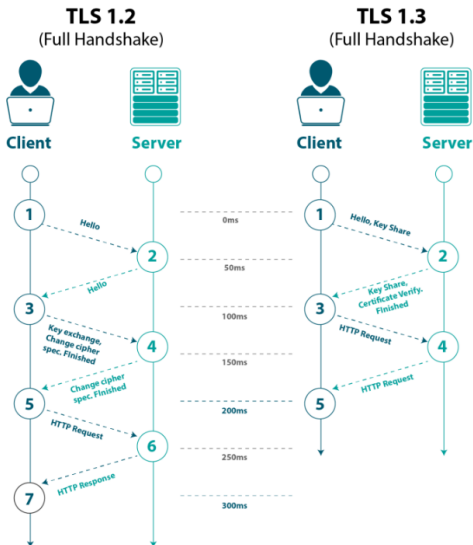 TLS 1.2
(Full Handshake)
Client
Server
1
Hello
2
Hello
3
Key exchange,
Change cipher
spec. Finished
4
Change cipher
spec. Finished
5
HTTP Request
6
HTTP Response
7
0ms
50ms
100ms
150ms
200ms
250ms
300ms
TLS 1.3
(Full Handshake)
Client
Server
1
Hello, Key Share
2
Key Share,
Certificate Verify,
Finished
3
HTTP Request
4
HTTP Request
5